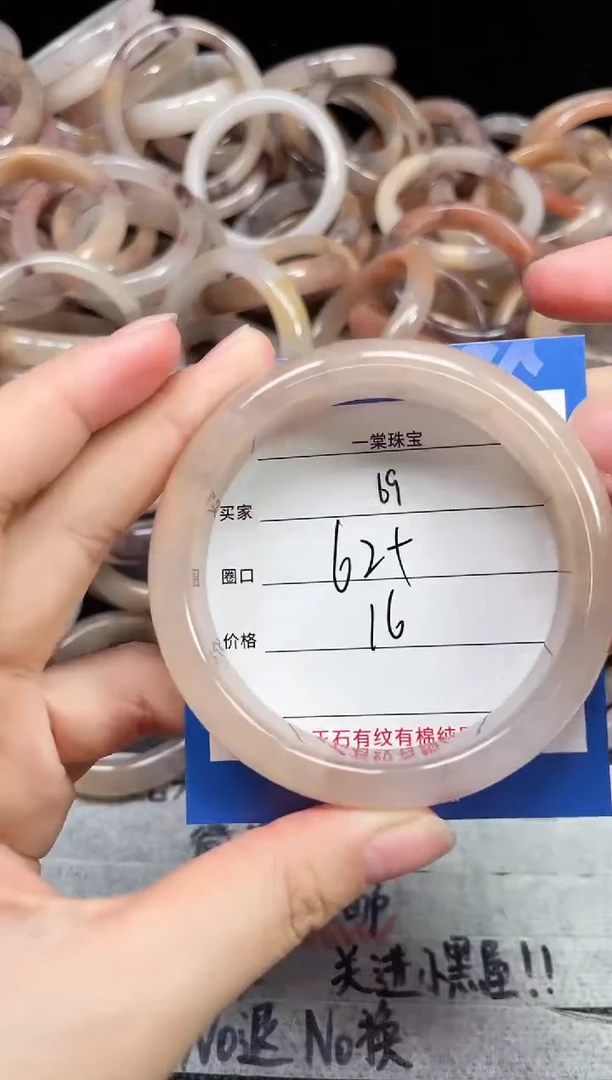 一棠珠宝
69
买家
62+
圈口
16
价格
玉石有纹有棉纯
关进小黑屋!!
No退 No换